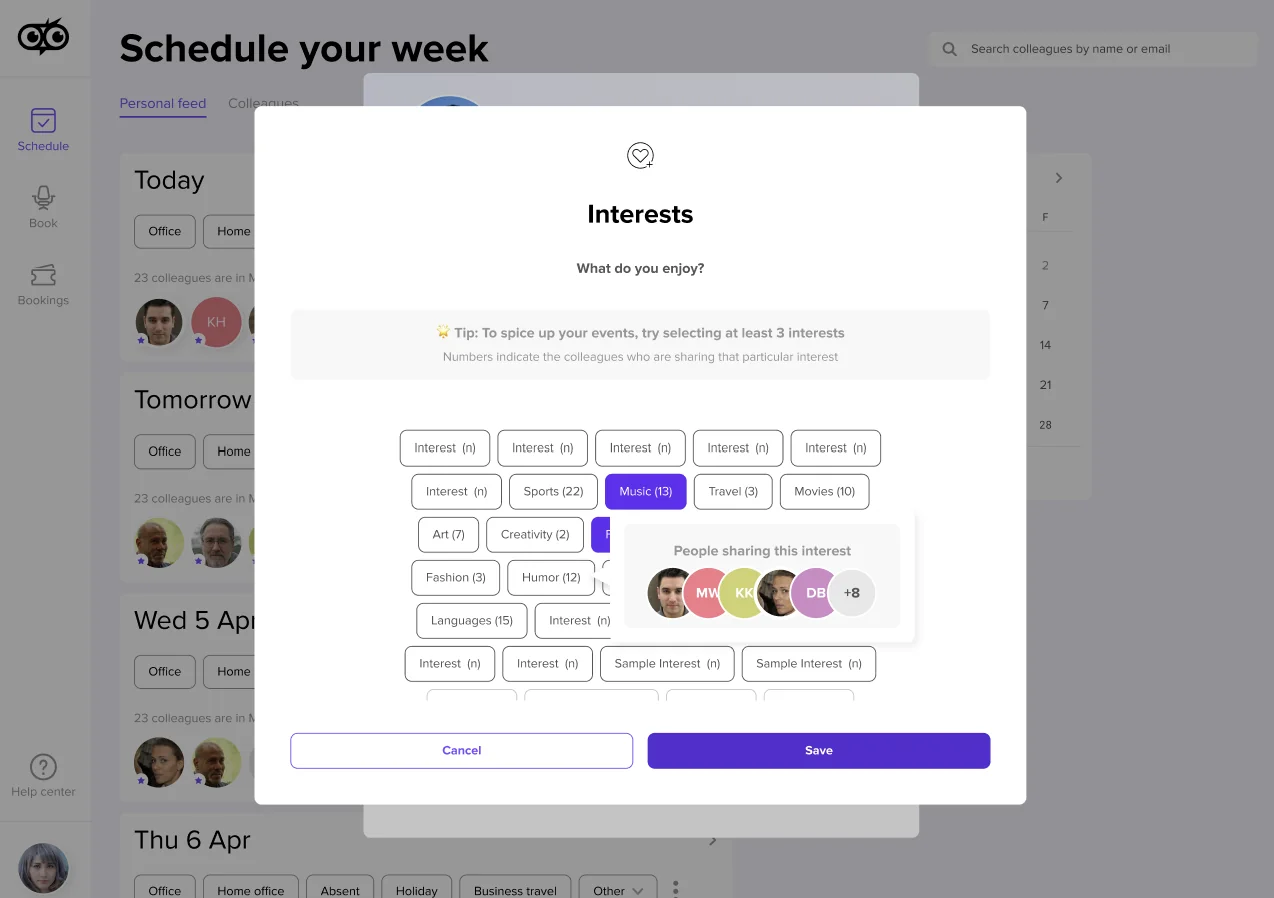 Schedule your week
Search colleagues by name or email
Personal feed
Colleagues
Schedule
Book
Bookings
Help center
Today
Office
Home
23 colleagues are in
KH
Tomorrow
Office
Home
23 colleagues are in
Wed 5 Apr
Office
Home
23 colleagues are in
Thu 6 Apr
Office
Home office
Absent
Holiday
Business travel
Other
F
2
7
14
21
28
Interests
What do you enjoy?
Tip: To spice up your events, try selecting at least 3 interests
Numbers indicate the colleagues who are sharing that particular interest
Interest (n)
Interest (n)
Interest (n)
Interest (n)
Interest (n)
Interest (n)
Sports (22)
Music (13)
Travel (3)
Movies (10)
Art (7)
Creativity (2)
Fashion (3)
Humor (12)
Languages (15)
Interest (n)
Interest (n)
Interest (n)
Sample Interest (n)
Sample Interest (n)
People sharing this interest
MW
KK
DB
+8
Cancel
Save